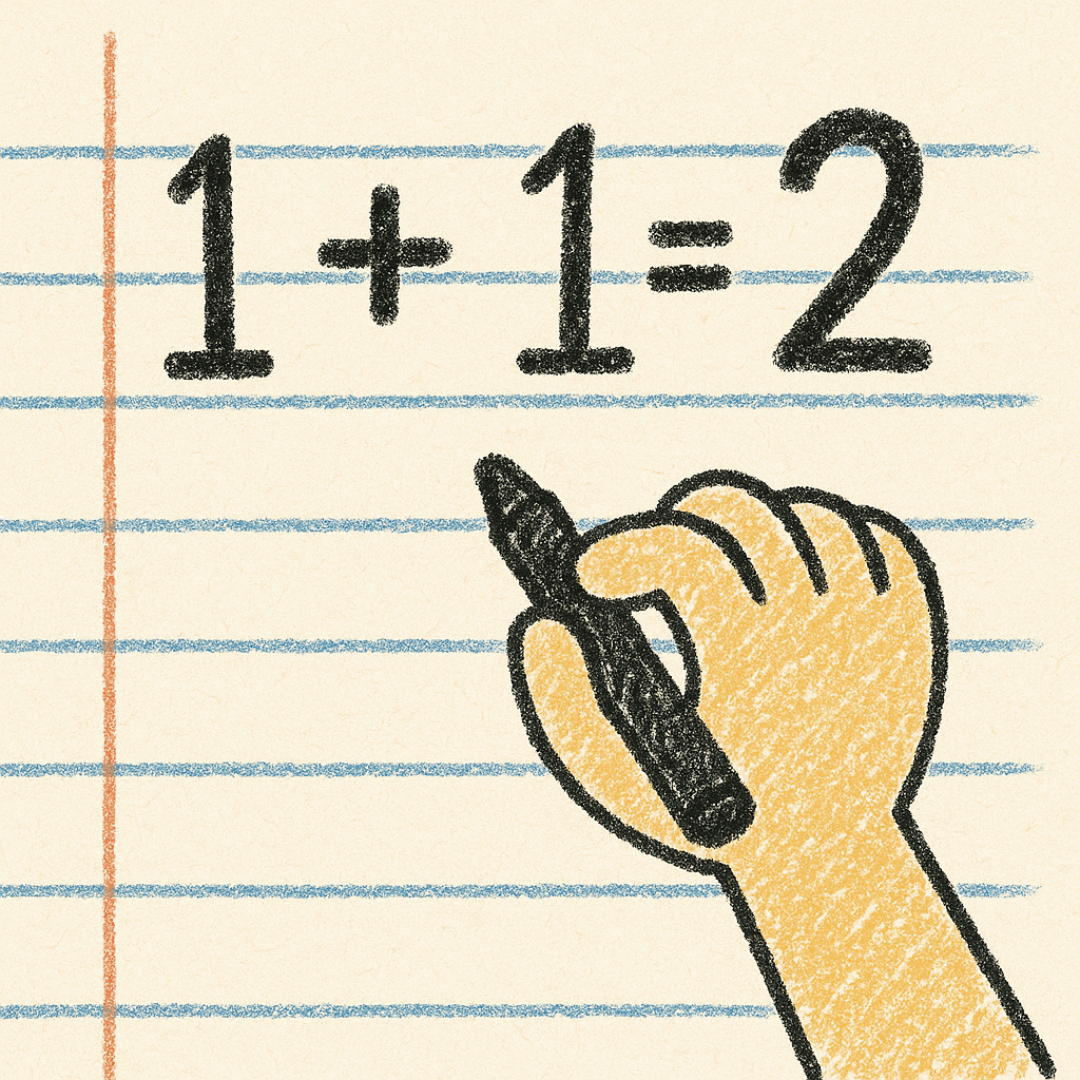 1 + 1 = 2